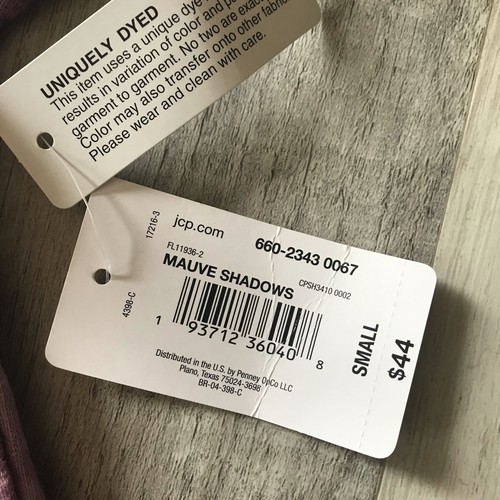 UNIQUELY DYED
This item uses a unique dye
results in variation of color and
garment to garment. No two are
Color may also transfer onto other
Please wear and clean with care.
17216-3
jcp.com
660-2343 0067
FL11936-2
MAUVE SHADOWS
CPSH3410 0002
4398-C
1 93712 36040 8
Distributed in the U.S. by Penney OpCo LLC
Plano, Texas 75024-3698
BR-04-398-C
SMALL
$44